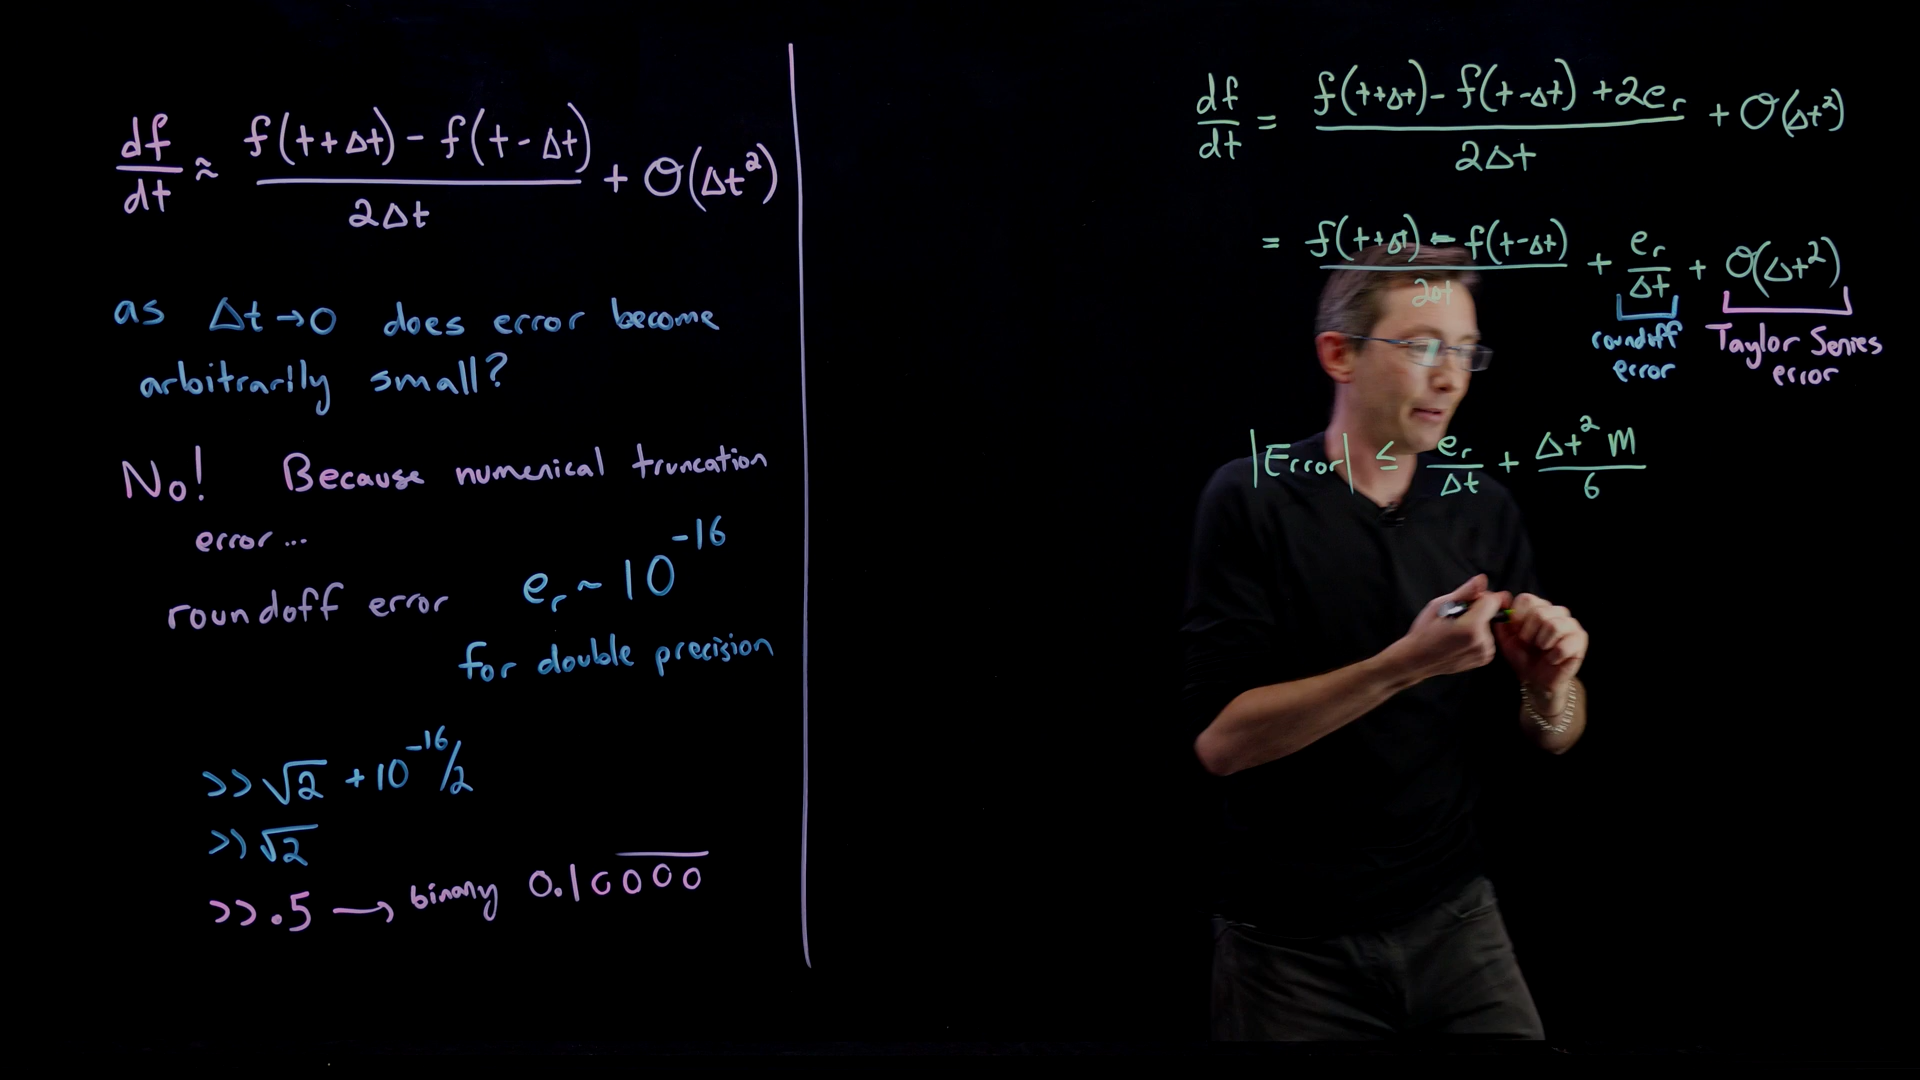 df/dt ≈ (f(t+Δt) - f(t-Δt))/(2Δt) + O(Δt²)
as Δt→0 does error become
arbitrarily small?
No! Because numerical truncation
error...
roundoff error e_r ~ 10^-16
for double precision
>> √2 + 10^-16/2
>> √2
>> .5 → binary 0.10000
df/dt = (f(t+Δt) - f(t-Δt) + 2e_r)/(2Δt) + O(Δt²)
= (f(t+Δt) - f(t-Δt))/(2Δt) + e_r/Δt + O(Δt²)
roundoff error
Taylor Series error
|Error| ≤ e_r/Δt + Δt² M/6